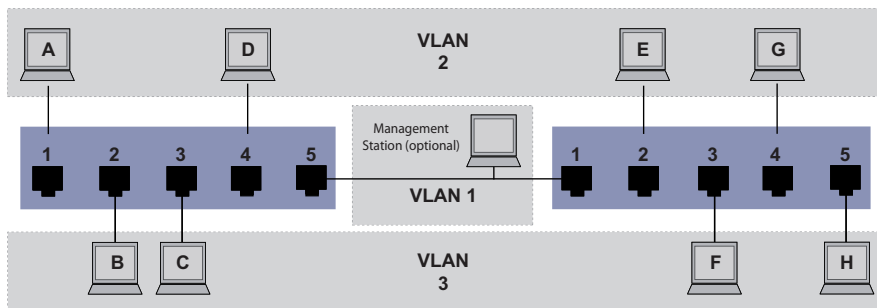 VLAN
2
A
D
E
G
1
2
3
4
5
Management
Station (optional)
VLAN 1
1
2
3
4
5
B
C
F
H
VLAN
3